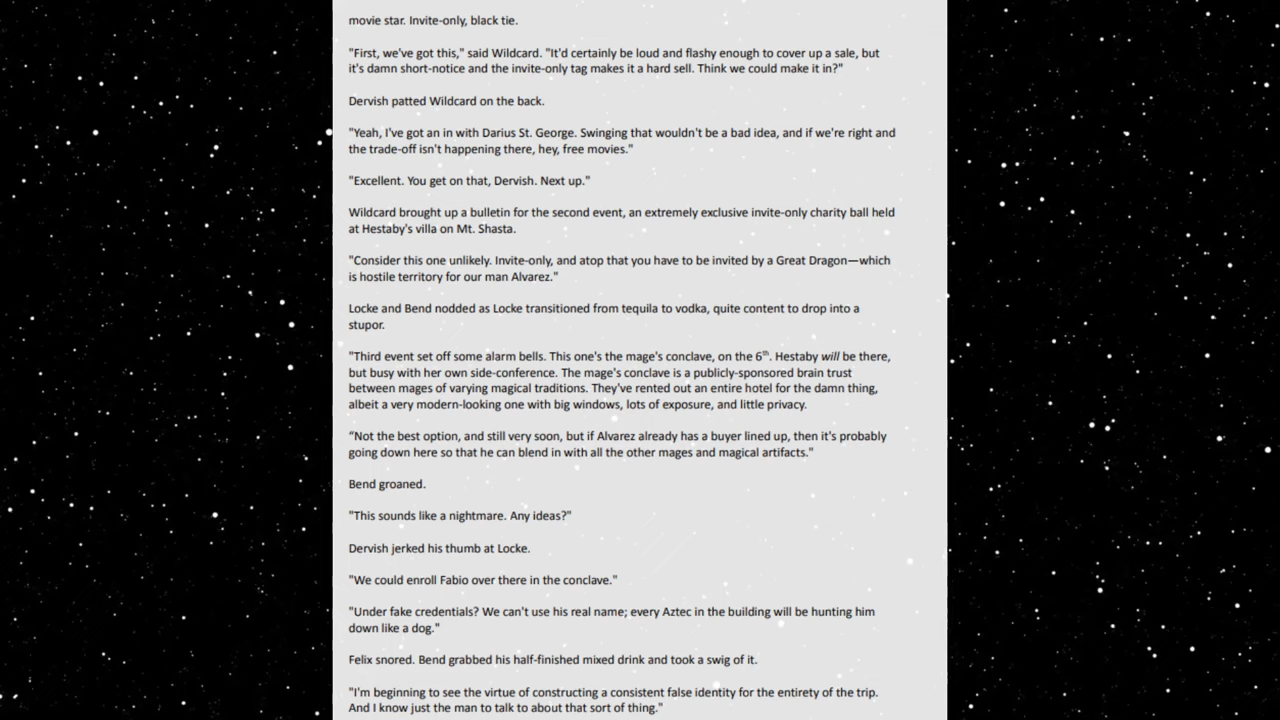 movie star. Invite-only, black tie.
"First, we've got this," said Wildcard. "It'd certainly be loud and flashy enough to cover up a sale, but
it's damn short-notice and the invite-only tag makes it a hard sell. Think we could make it in?"
Dervish patted Wildcard on the back.
"Yeah, I've got an in with Darius St. George. Swinging that wouldn't be a bad idea, and if we're right and
the trade-off isn't happening there, hey, free movies."
"Excellent. You get on that, Dervish. Next up."
Wildcard brought up a bulletin for the second event, an extremely exclusive invite-only charity ball held
at Hestaby's villa on Mt. Shasta.
"Consider this one unlikely. Invite-only, and atop that you have to be invited by a Great Dragon—which
is hostile territory for our man Alvarez."
Locke and Bend nodded as Locke transitioned from tequila to vodka, quite content to drop into a
stupor.
"Third event set off some alarm bells. This one's the mage's conclave, on the 6th. Hestaby will be there,
but busy with her own side-conference. The mage's conclave is a publicly-sponsored brain trust
between mages of varying magical traditions. They've rented out an entire hotel for the damn thing,
albeit a very modern-looking one with big windows, lots of exposure, and little privacy.
“Not the best option, and still very soon, but if Alvarez already has a buyer lined up, then it's probably
going down here so that he can blend in with all the other mages and magical artifacts."
Bend groaned.
"This sounds like a nightmare. Any ideas?"
Dervish jerked his thumb at Locke.
"We could enroll Fabio over there in the conclave."
"Under fake credentials? We can't use his real name; every Aztec in the building will be hunting him
down like a dog."
Felix snored. Bend grabbed his half-finished mixed drink and took a swig of it.
"I'm beginning to see the virtue of constructing a consistent false identity for the entirety of the trip.
And I know just the man to talk to about that sort of thing."